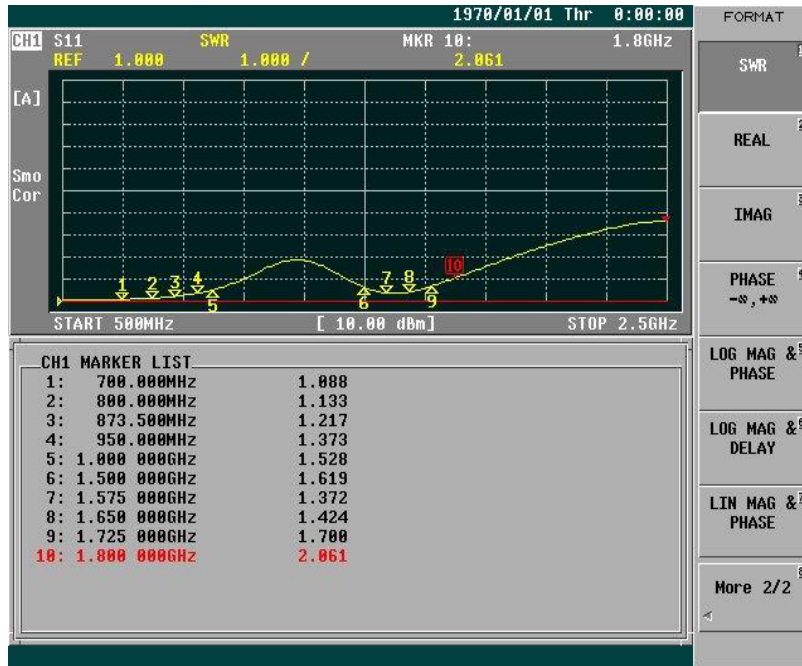 1970/01/01 Thr 0:00:00
CH1 S11 SWR MKR 10: 1.8GHz
REF 1.000 1.000 / 2.061
[A]
Smo
Cor
1 2 3 4 5 6 7 8 9 10
START 500MHz [ 10.00 dBm] STOP 2.5GHz
CH1 MARKER LIST
1: 700.000MHz 1.088
2: 800.000MHz 1.133
3: 873.500MHz 1.217
4: 950.000MHz 1.373
5: 1.000 000GHz 1.528
6: 1.500 000GHz 1.619
7: 1.575 000GHz 1.372
8: 1.650 000GHz 1.424
9: 1.725 000GHz 1.700
10: 1.800 000GHz 2.061
FORMAT
SWR
REAL
IMAG
PHASE
-∞,+∞
LOG MAG &
PHASE
LOG MAG &
DELAY
LIN MAG &
PHASE
More 2/2